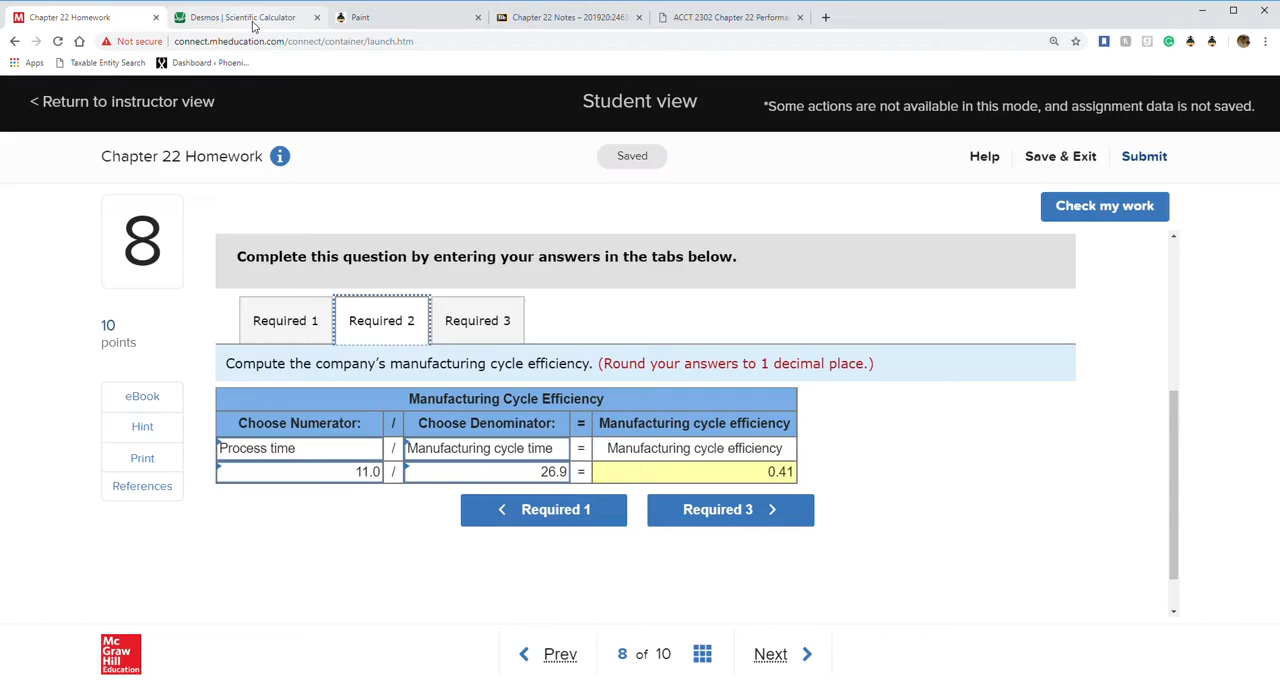 Chapter 22 Homework
Desmos | Scientific Calculator
Paint
Chapter 22 Notes – 201920:2463
ACCT 2302 Chapter 22 Performa
Not secure | connect.mheducation.com/connect/container/launch.htm
Apps Taxable Entity Search Dashboard ‹ Phoeni...
< Return to instructor view
Student view
*Some actions are not available in this mode, and assignment data is not saved.
Chapter 22 Homework i
Saved
Help Save & Exit Submit
Check my work
8
10
points
eBook
Hint
Print
References
Complete this question by entering your answers in the tabs below.
Required 1 Required 2 Required 3
Compute the company’s manufacturing cycle efficiency. (Round your answers to 1 decimal place.)
Manufacturing Cycle Efficiency
Choose Numerator: / Choose Denominator: = Manufacturing cycle efficiency
Process time / Manufacturing cycle time = Manufacturing cycle efficiency
11.0 / 26.9 = 0.41
< Required 1 Required 3 >
Mc
Graw
Hill
Education
Prev 8 of 10 Next